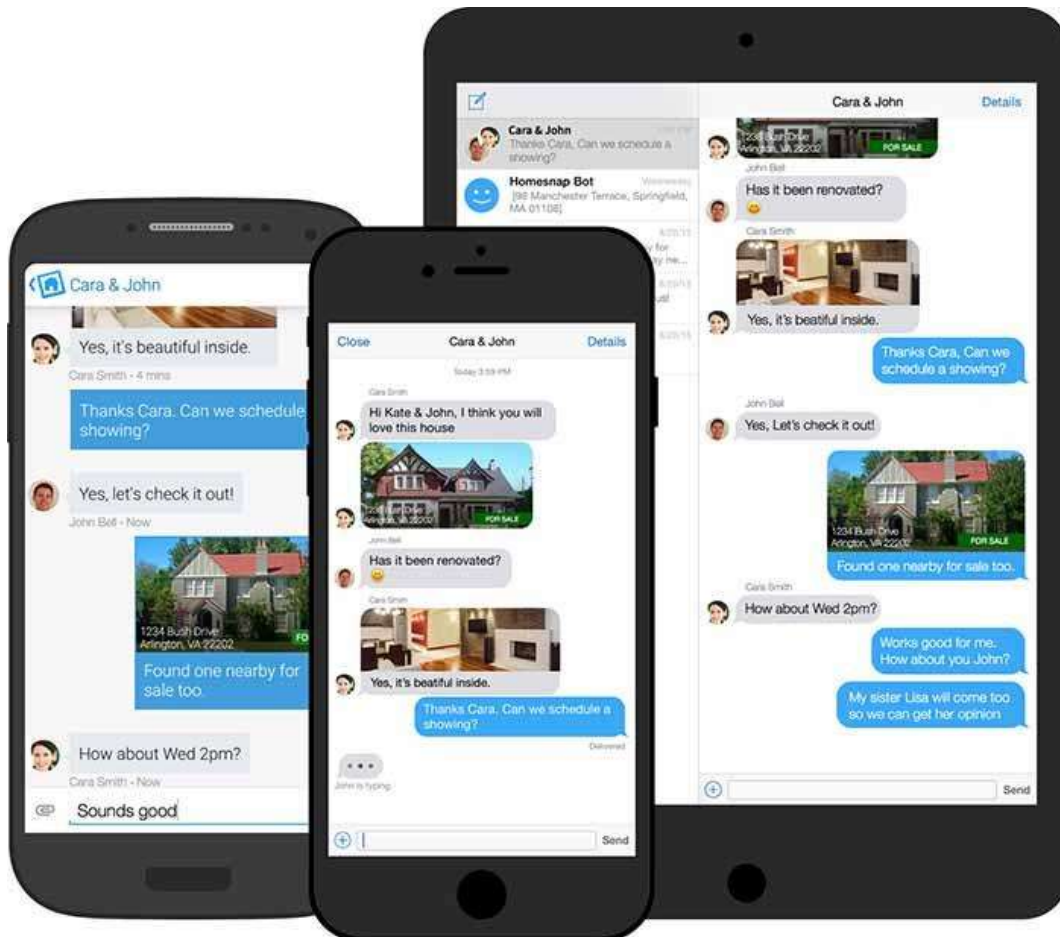 Cara & John
Yes, it's beautiful inside.
Cara Smith - 4 mins
Thanks Cara. Can we schedule
showing?
Yes, let's check it out!
John Bell - Now
1234 Bush Drive
Arlington, VA 22202
Found one nearby for
sale too.
How about Wed 2pm?
Cara Smith - Now
Sounds good
Close
Cara & John
Details
Today 3:59 PM
Cara Smith
Hi Kate & John, I think you will
love this house
1236 Bush Drive
Arlington, VA 22202
FOR SALE
John Bell
Has it been renovated?
Cara Smith
Yes, it's beatiful inside.
Thanks Cara. Can we schedule a
showing?
Delivered
John is typing
Send
Cara & John
Thanks Cara, Can we schedule a
showing?
Homesnap Bot
Wednesday
[98 Manchester Terrace, Springfield,
MA 01108]
Cara & John
Details
1236 Bush Drive
Arlington, VA 22202
FOR SALE
John Bell
Has it been renovated?
Cara Smith
Yes, it's beatiful inside.
Thanks Cara, Can we
schedule a showing?
John Bell
Yes, Let's check it out!
1234 Bush Drive
Arlington, VA 22202
FOR SALE
Found one nearby for sale too.
Cara Smith
How about Wed 2pm?
Works good for me.
How about you John?
My sister Lisa will come too
so we can get her opinion
Send